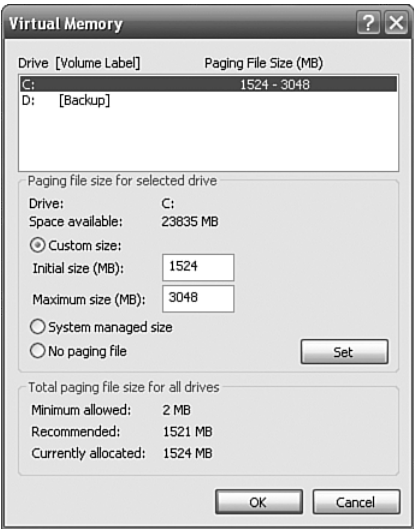 Virtual Memory
Drive [Volume Label] Paging File Size (MB)
C: 1524 - 3048
D: [Backup]
Paging file size for selected drive
Drive: C:
Space available: 23835 MB
Custom size:
Initial size (MB): 1524
Maximum size (MB): 3048
System managed size
No paging file Set
Total paging file size for all drives
Minimum allowed: 2 MB
Recommended: 1521 MB
Currently allocated: 1524 MB
OK Cancel